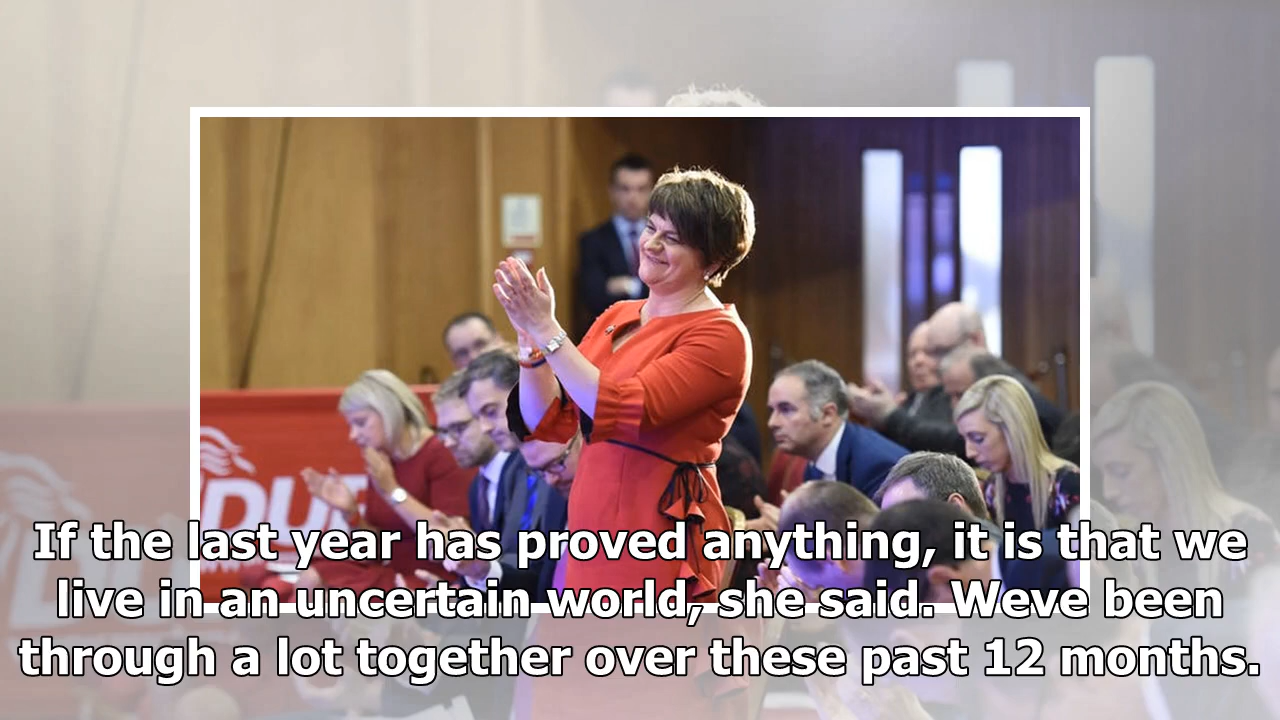 DUP
If the last year has proved anything, it is that we
live in an uncertain world, she said. Weve been
through a lot together over these past 12 months.